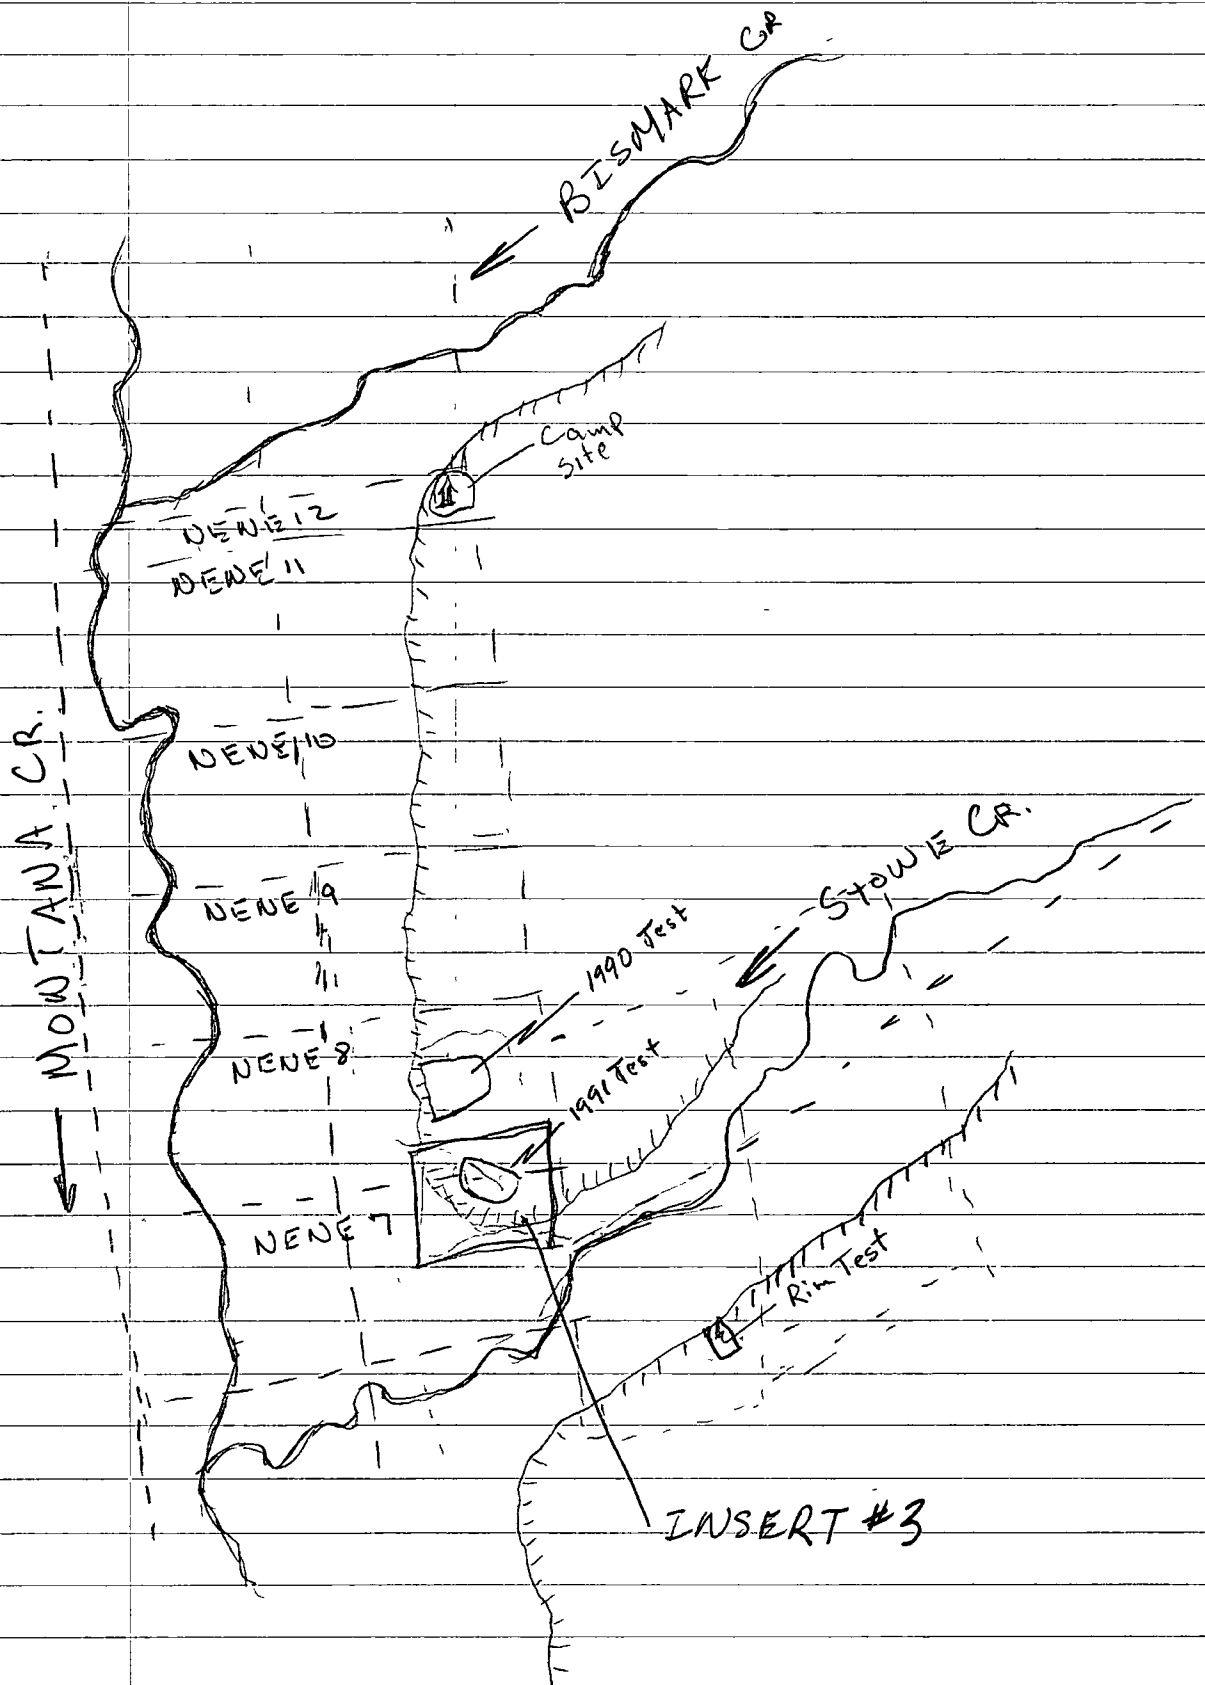 BISMARK CR
Camp
Site
NENE 12
NENE 11
MONTANA CR.
NENE 10
STOWE CR.
NENE 9
1990 Test
NENE 8
1991 Test
NENE 7
Rim Test
INSERT #3